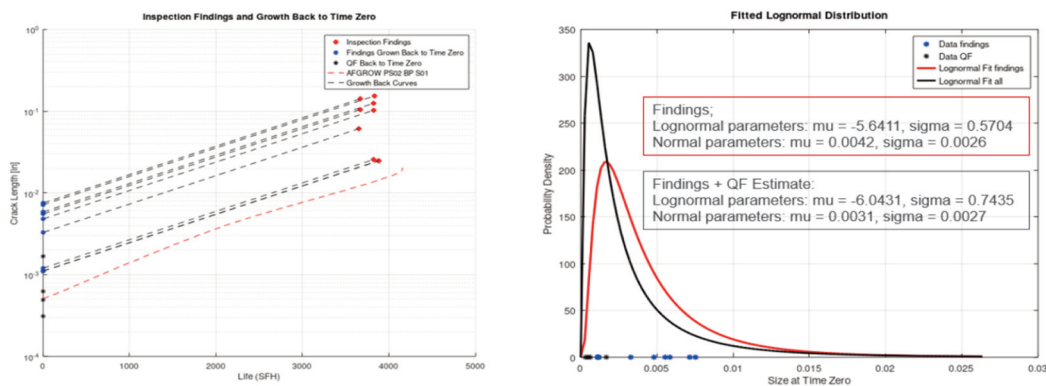 Inspection Findings and Growth Back to Time Zero
10^0
10^-1
10^-2
10^-3
10^-4
Crack Length [in]
0
1000
2000
3000
4000
5000
Life (SFH)
Inspection Findings
Findings Grown Back to Time Zero
QF Back to Time Zero
AFGROW PS02 BP S01
Growth Back Curves
Fitted Lognormal Distribution
350
300
250
200
150
100
50
0
Probability Density
0
0.005
0.01
0.015
0.02
0.025
0.03
Size at Time Zero
Data findings
Data QF
Lognormal Fit findings
Lognormal Fit all
Findings;
Lognormal parameters: mu = -5.6411, sigma = 0.5704
Normal parameters: mu = 0.0042, sigma = 0.0026
Findings + QF Estimate:
Lognormal parameters: mu = -6.0431, sigma = 0.7435
Normal parameters: mu = 0.0031, sigma = 0.0027